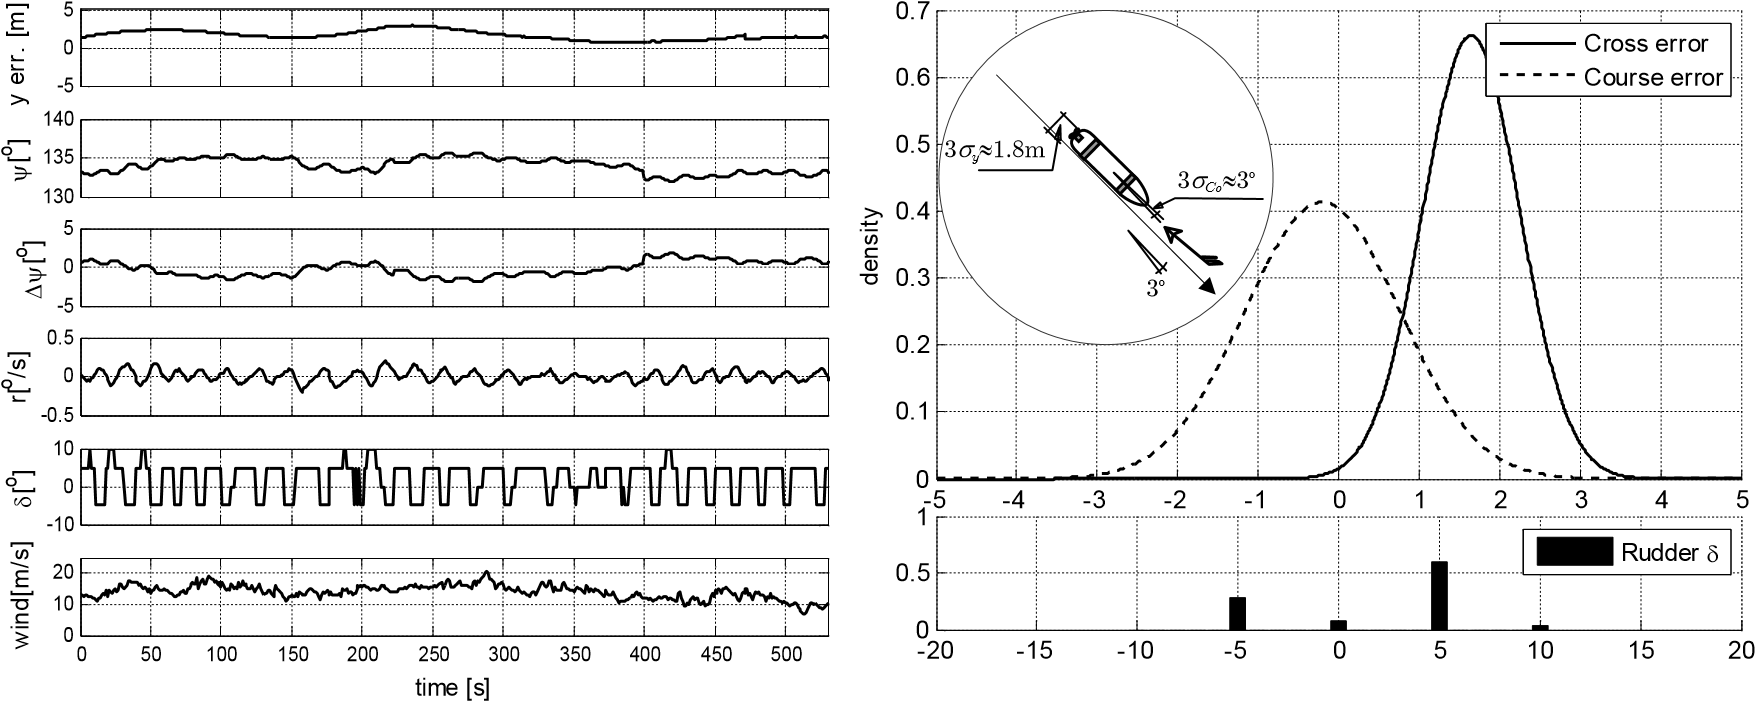 y err. [m]
5
0
-5
ψ[°]
140
135
130
Δψ[°]
5
0
-5
r[°/s]
0.5
0
-0.5
δ[°]
10
0
-10
wind[m/s]
20
10
0
0 50 100 150 200 250 300 350 400 450 500
time [s]
density
0.7
0.6
0.5
0.4
0.3
0.2
0.1
0
-5 -4 -3 -2 -1 0 1 2 3 4 5
Cross error
Course error
3σy≈1.8m
3σCo≈3°
3°
1
0.5
0
Rudder δ
-20 -15 -10 -5 0 5 10 15 20